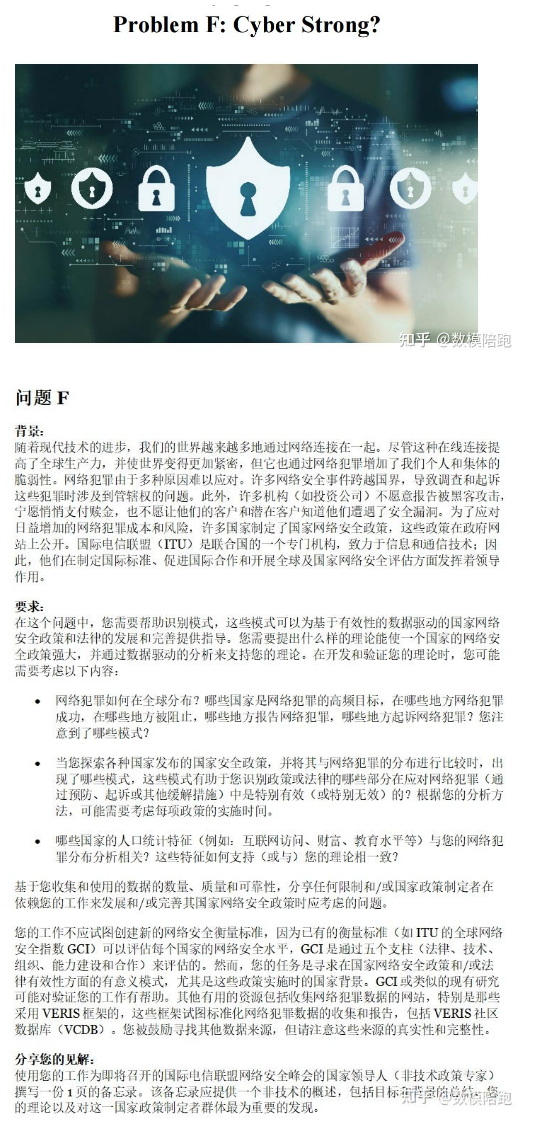 Problem F: Cyber Strong?
知乎 @数模陪跑
问题 F
背景:
随着现代技术的进步，我们的世界越来越多地通过网络连接在一起。尽管这种在线连接提
高了全球生产力，并使世界变得更加紧密，但它也通过网络犯罪增加了我们个人和集体的
脆弱性。网络犯罪由于多种原因难以应对。许多网络安全事件跨越国界，导致调查和起诉
这些犯罪时涉及到管辖权的问题。此外，许多机构（如投资公司）不愿意报告被黑客攻击，
宁愿悄悄支付赎金，也不愿让他们的客户和潜在客户知道他们遭遇了安全漏洞。为了应对
日益增加的网络犯罪成本和风险，许多国家制定了国家网络安全政策，这些政策在政府网
站上公开。国际电信联盟（ITU）是联合国的一个专门机构，致力于信息和通信技术；因
此，他们在制定国际标准、促进国际合作和开展全球及国家网络安全评估方面发挥着领导
作用。
要求:
在这个问题中，您需要帮助识别模式，这些模式可以为基于有效性的数据驱动的国家网络
安全政策和法律的发展和完善提供指导。您需要提出什么样的理论能使一个国家的网络安
全政策强大，并通过数据驱动的分析来支持您的理论。在开发和验证您的理论时，您可能
需要考虑以下内容：
• 网络犯罪如何在全球分布？哪些国家是网络犯罪的高频目标，在哪些地方网络犯罪
成功，在哪些地方被阻止，哪些地方报告网络犯罪，哪些地方起诉网络犯罪？您注
意到了哪些模式？
• 当您探索各种国家发布的国家安全政策，并将其与网络犯罪的分布进行比较时，出
现了哪些模式，这些模式有助于您识别政策或法律的哪些部分在应对网络犯罪（通
过预防、起诉或其他缓解措施）中是特别有效（或特别无效）的？根据您的分析方
法，可能需要考虑每项政策的实施时间。
• 哪些国家的人口统计特征（例如：互联网访问、财富、教育水平等）与您的网络犯
罪分布分析相关？这些特征如何支持（或与）您的理论相一致？
基于您收集和使用的数据的数量、质量和可靠性，分享任何限制和/或国家政策制定者在
依赖您的工作来发展和/或完善其国家网络安全政策时应考虑的问题。
您的工作不应试图创建新的网络安全衡量标准，因为已有的衡量标准（如 ITU 的全球网络
安全指数 GCI）可以评估每个国家的网络安全水平，GCI 是通过五个支柱（法律、技术、
组织、能力建设和合作）来评估的。然而，您的任务是寻求在国家网络安全政策和/或法
律有效性方面的有意义模式，尤其是这些政策实施时的国家背景。GCI 或类似的现有研究
可能对验证您的工作有帮助。其他有用的资源包括收集网络犯罪数据的网站，特别是那些
采用 VERIS 框架的，这些框架试图标准化网络犯罪数据的收集和报告，包括 VERIS 社区
数据库（VCDB）。您被鼓励寻找其他数据来源，但请注意这些来源的真实性和完整性。
分享您的见解:
使用您的工作为即将召开的国际电信联盟网络安全峰会的国家领导人（非技术政策专家）
撰写一份 1 页的备忘录。该备忘录应提供一个非技术的概述，包括目标和背景的总结、您
的理论以及对这一国家政策制定者群体最为重要的发现。
知乎 @数模陪跑